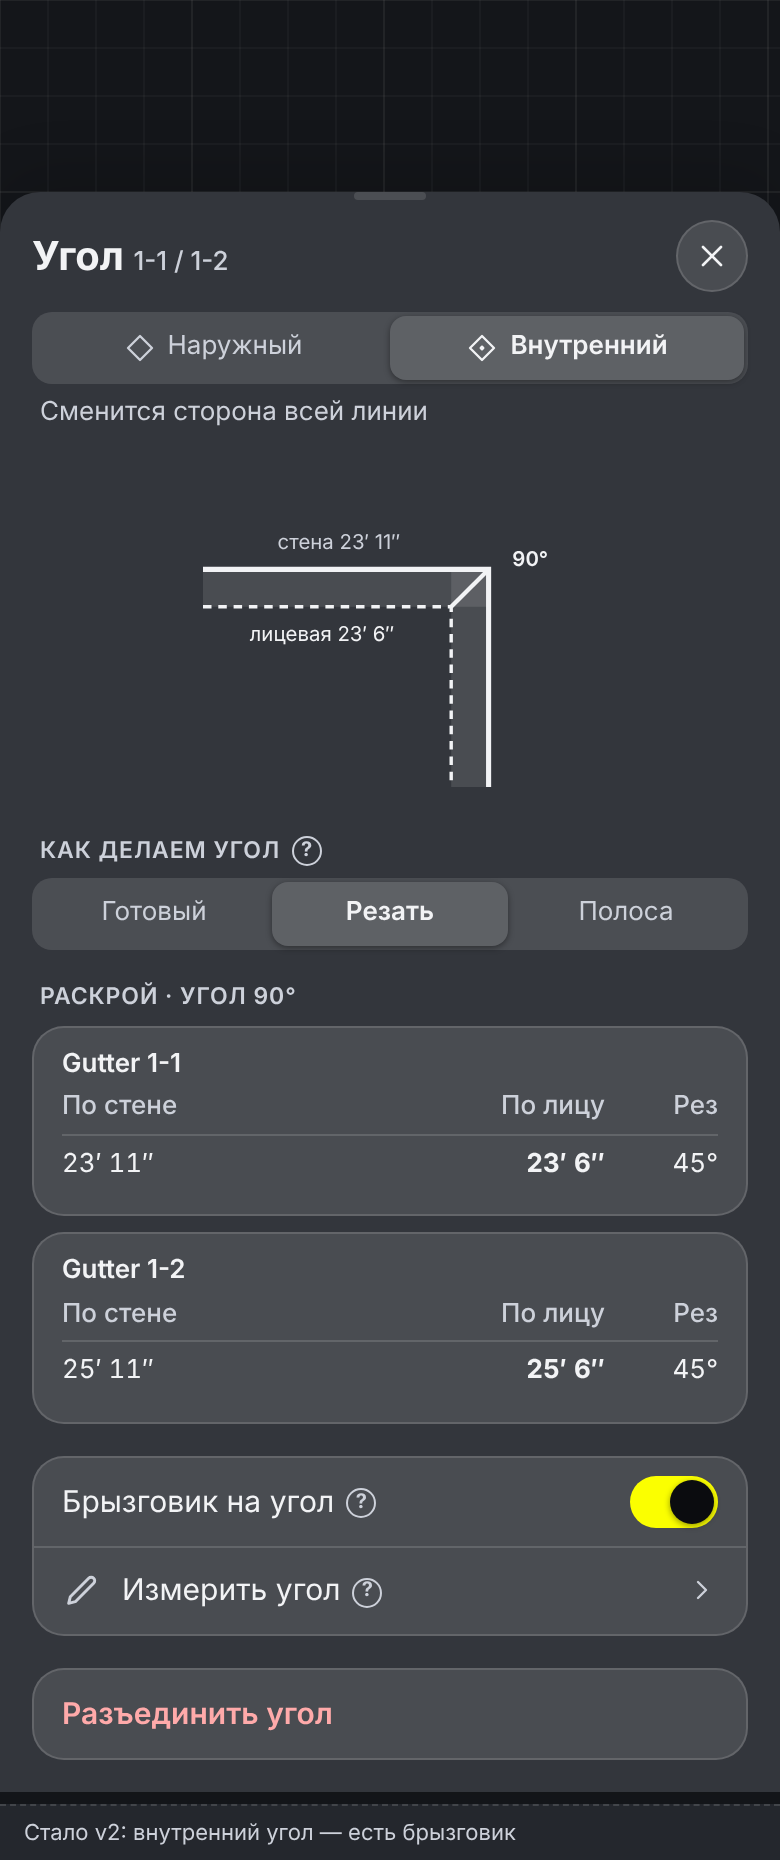 Угол 1-1 / 1-2
Наружный Внутренний
Сменится сторона всей линии
стена 23′ 11″
90°
лицевая 23′ 6″
КАК ДЕЛАЕМ УГОЛ ?
Готовый Резать Полоса
РАСКРОЙ · УГОЛ 90°
Gutter 1-1
По стене По лицу Рез
23′ 11″ 23′ 6″ 45°
Gutter 1-2
По стене По лицу Рез
25′ 11″ 25′ 6″ 45°
Брызговик на угол ?
Измерить угол ?
Разъединить угол
Стало v2: внутренний угол — есть брызговик